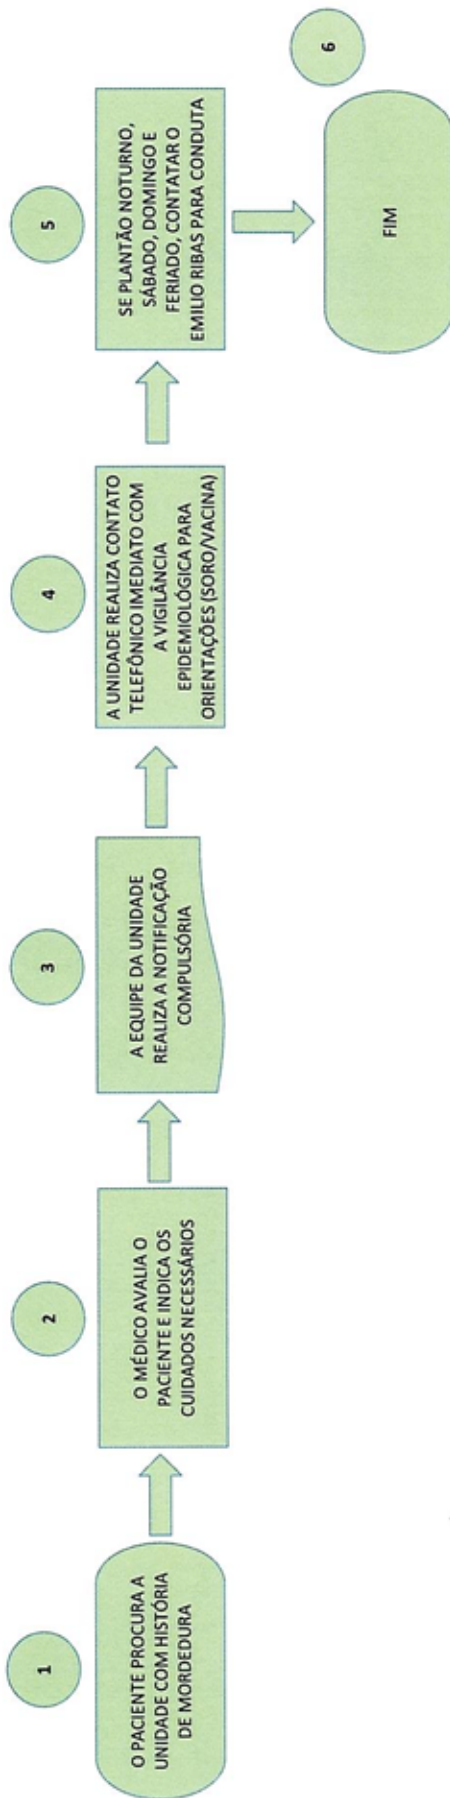 1
O PACIENTE PROCURA A
UNIDADE COM HISTÓRIA
DE MORDEDURA
2
O MÉDICO AVALIA O
PACIENTE E INDICA OS
CUIDADOS NECESSÁRIOS
3
A EQUIPE DA UNIDADE
REALIZA A NOTIFICAÇÃO
COMPULSÓRIA
4
A UNIDADE REALIZA CONTATO
TELEFÔNICO IMEDIATO COM
A VIGILÂNCIA
EPIDEMIOLÓGICA PARA
ORIENTAÇÕES (SORO/VACINA)
5
SE PLANTÃO NOTURNO,
SÁBADO, DOMINGO E
FERIADO, CONTATAR O
EMILIO RIBAS PARA CONDUTA
6
FIM